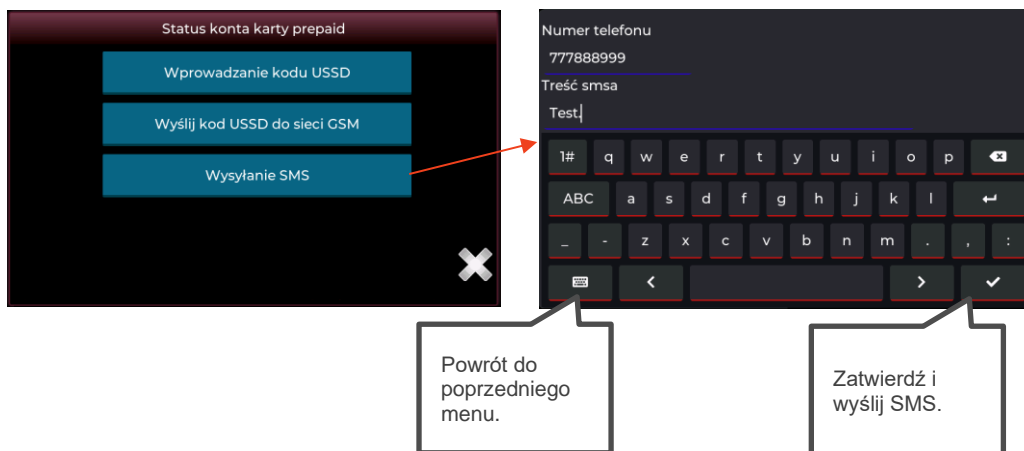 Status konta karty prepaid
Wprowadzanie kodu USSD
Wyślij kod USSD do sieci GSM
Wysyłanie SMS
Numer telefonu
777888999
Treść smsa
Test.
1# q w e r t y u i o p
ABC a s d f g h j k l
_ - z x c v b n m . , :
< >
Powrót do
poprzedniego
menu.
Zatwierdź i
wyślij SMS.